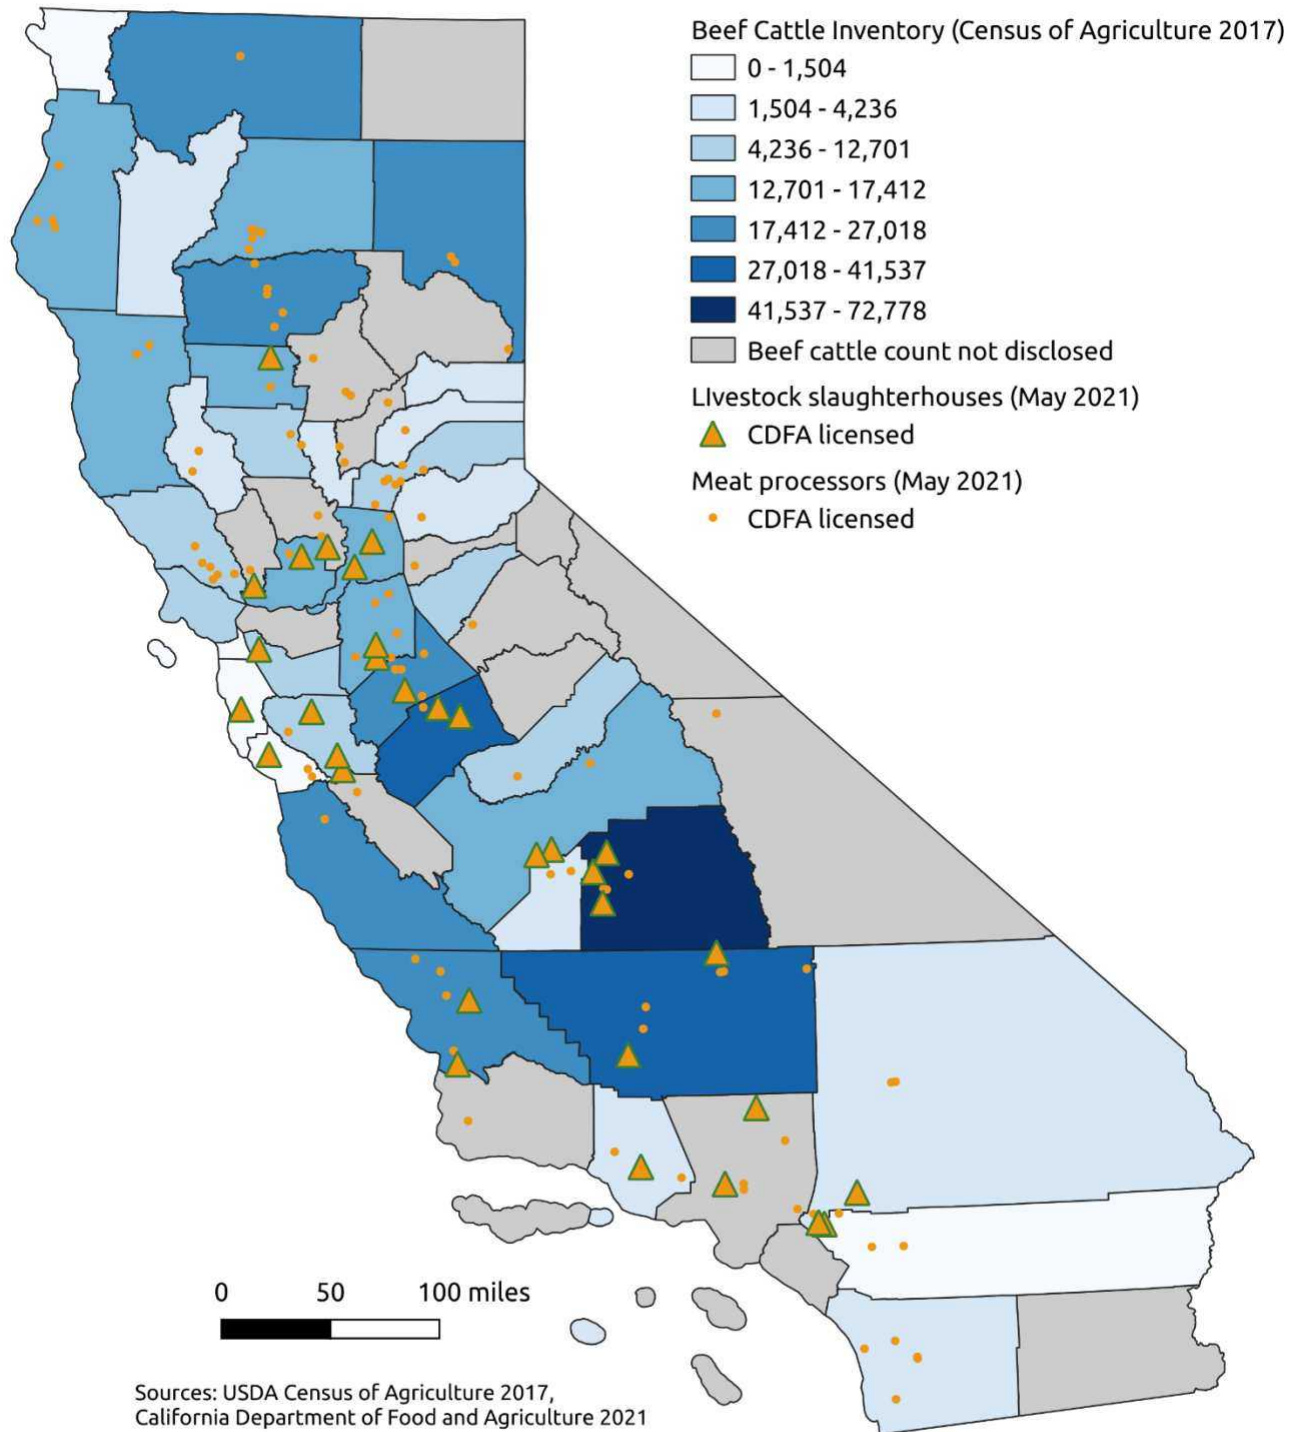 Beef Cattle Inventory (Census of Agriculture 2017)
0 - 1,504
1,504 - 4,236
4,236 - 12,701
12,701 - 17,412
17,412 - 27,018
27,018 - 41,537
41,537 - 72,778
Beef cattle count not disclosed
LIvestock slaughterhouses (May 2021)
CDFA licensed
Meat processors (May 2021)
CDFA licensed
0 50 100 miles
Sources: USDA Census of Agriculture 2017,
California Department of Food and Agriculture 2021